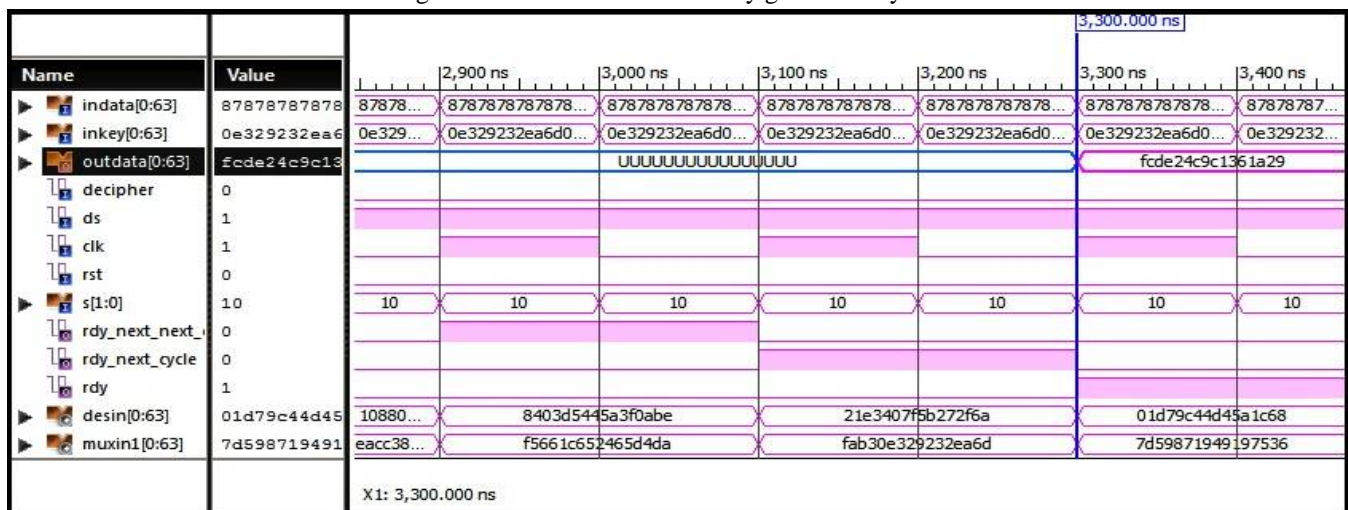 3,300.000 ns
Name Value 2,900 ns 3,000 ns 3,100 ns 3,200 ns 3,300 ns 3,400 ns
indata[0:63] 87878787878 87878... 8787878787878... 8787878787878... 8787878787878... 8787878787878... 8787878787878... 87878787...
inkey[0:63] 0e329232ea6 0e329... 0e329232ea6d0... 0e329232ea6d0... 0e329232ea6d0... 0e329232ea6d0... 0e329232ea6d0... 0e329232...
outdata[0:63] fcde24c9c13 UUUUUUUUUUUUUUUU fcde24c9c1361a29
decipher 0
ds 1
clk 1
rst 0
s[1:0] 10 10 10 10 10 10 10 10
rdy_next_next_ 0
rdy_next_cycle 0
rdy 1
desin[0:63] 01d79c44d45 10880... 8403d5445a3f0abe 21e3407f5b272f6a 01d79c44d45a1c68
muxin1[0:63] 7d598719491 eacc38... f5661c652465d4da fab30e329232ea6d 7d59871949197536
X1: 3,300.000 ns